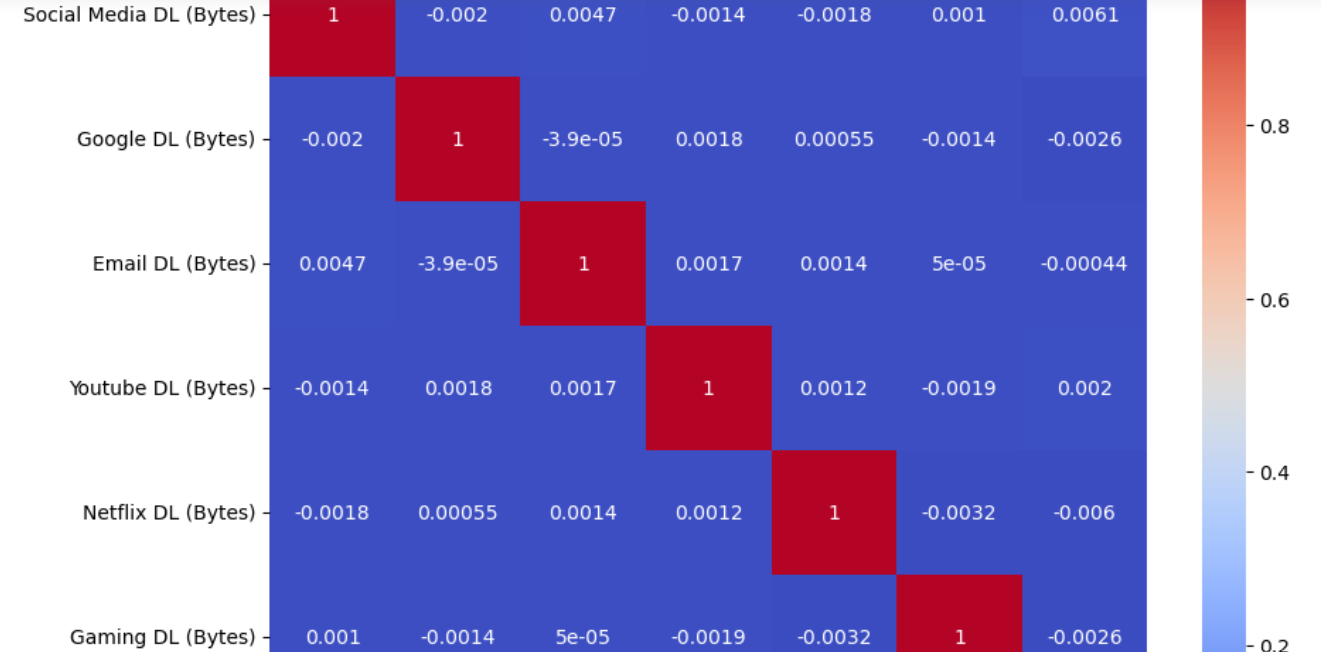 Social Media DL (Bytes) 1 -0.002 0.0047 -0.0014 -0.0018 0.001 0.0061
Google DL (Bytes) -0.002 1 -3.9e-05 0.0018 0.00055 -0.0014 -0.0026
0.8
Email DL (Bytes) 0.0047 -3.9e-05 1 0.0017 0.0014 5e-05 -0.00044
0.6
Youtube DL (Bytes) -0.0014 0.0018 0.0017 1 0.0012 -0.0019 0.002
0.4
Netflix DL (Bytes) -0.0018 0.00055 0.0014 0.0012 1 -0.0032 -0.006
Gaming DL (Bytes) 0.001 -0.0014 5e-05 -0.0019 -0.0032 1 -0.0026
0.2